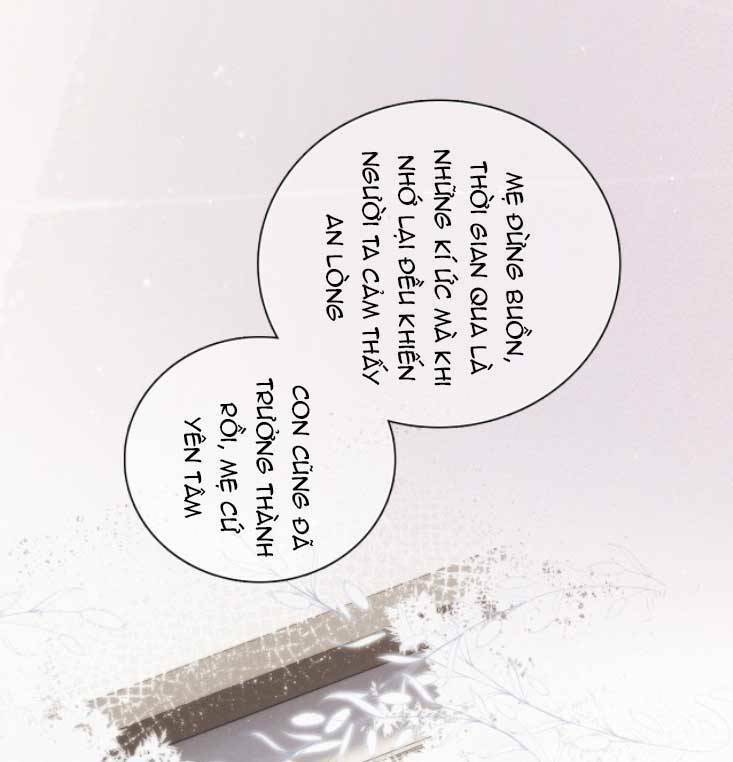 MẸ ĐỪNG BUỒN,
THỜI GIAN QUA LÀ
NHỮNG KÍ ỨC MÀ KHI
NHỚ LẠI ĐỀU KHIẾN
NGƯỜI TA CẢM THẤY
AN LÒNG
CON CŨNG ĐÃ
TRƯỞNG THÀNH
RỒI, MẸ CỨ
YÊN TÂM